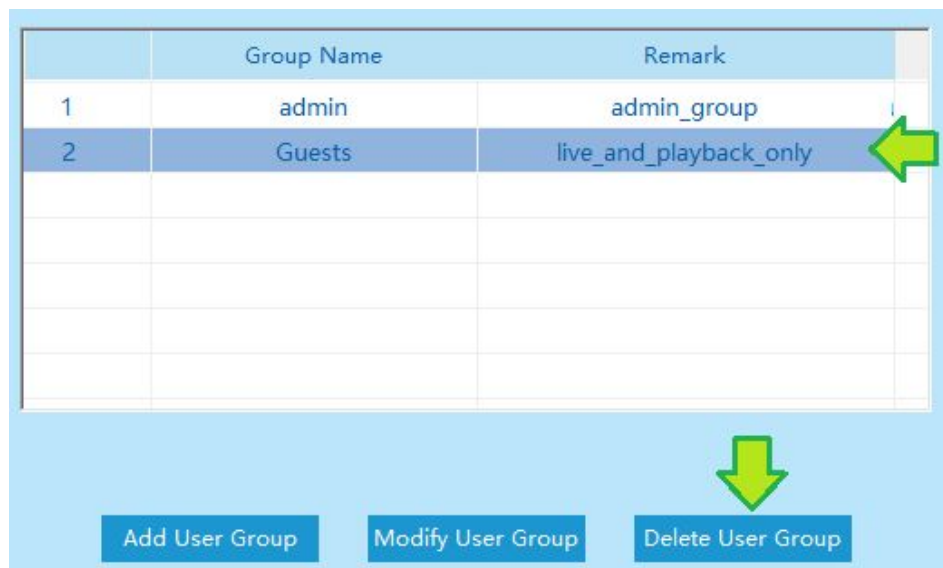 Group Name Remark
1 admin admin_group
2 Guests live_and_playback_only
Add User Group Modify User Group Delete User Group